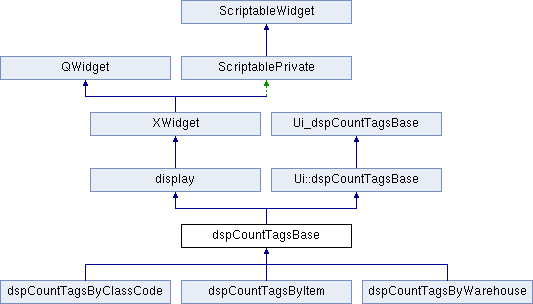 ScriptableWidget
QWidget
ScriptablePrivate
XWidget
Ui_dspCountTagsBase
display
Ui::dspCountTagsBase
dspCountTagsBase
dspCountTagsByClassCode
dspCountTagsByItem
dspCountTagsByWarehouse